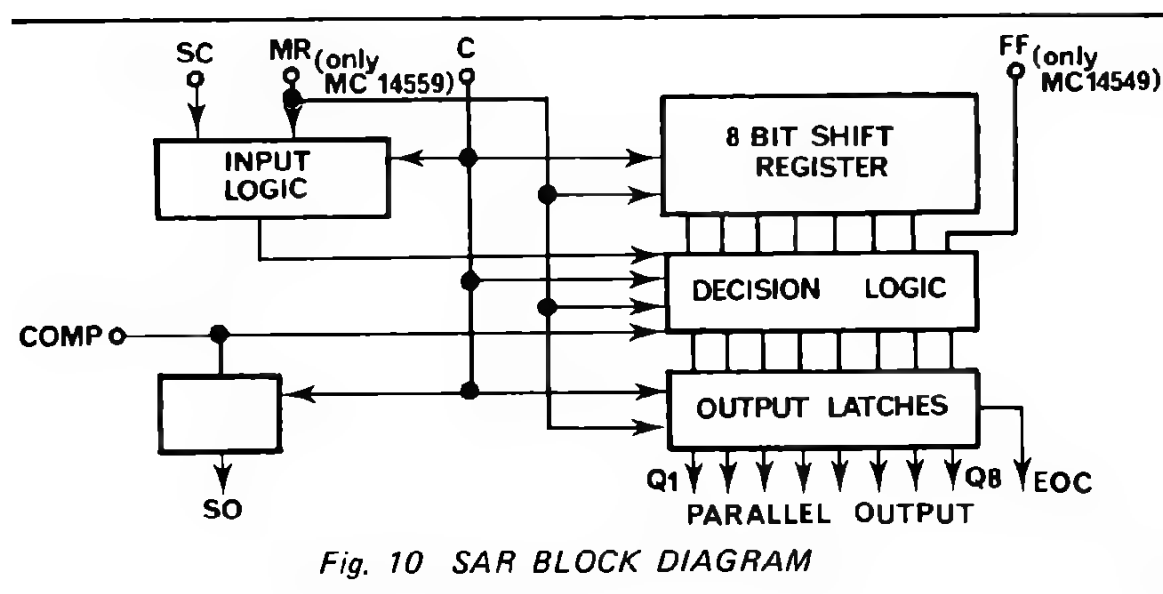 SC
MR (only
MC 14559)
C
FF (only
MC14549)
8 BIT SHIFT
REGISTER
INPUT
LOGIC
DECISION LOGIC
COMP
OUTPUT LATCHES
SO
Q1
Q8
EOC
PARALLEL OUTPUT
Fig. 10 SAR BLOCK DIAGRAM